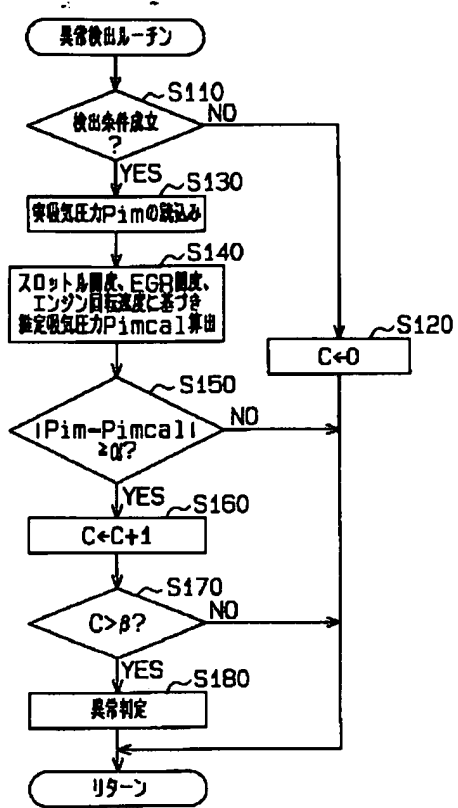 異常検出ルーチン
S110
検出条件成立
?
NO
YES
S130
実吸気圧力Pimの読込み
S140
スロットル開度、EGR開度、
エンジン回転速度に基づき
推定吸気圧力Pimcal算出
S120
C←0
S150
|Pim-Pimcal|
≧α?
NO
YES
S160
C←C+1
S170
C>β?
NO
YES
S180
異常判定
リターン